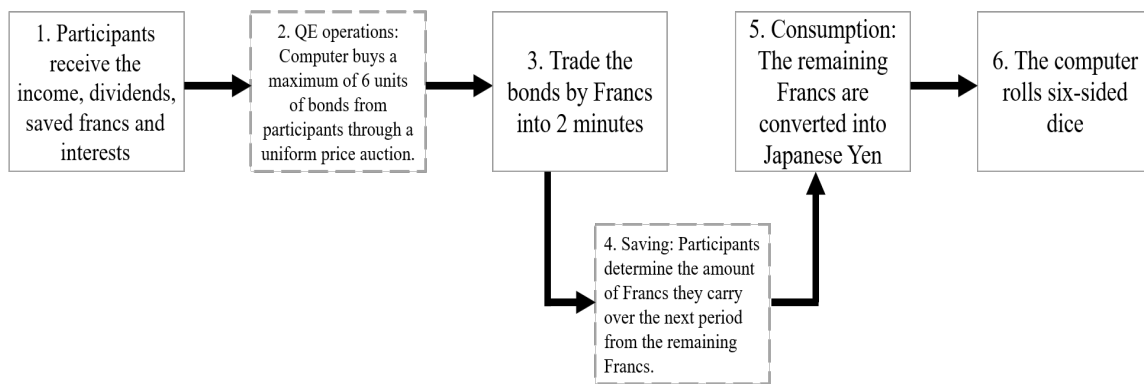 1. Participants
receive the
income, dividends,
saved francs and
interests
2. QE operations:
Computer buys a
maximum of 6 units
of bonds from
participants through a
uniform price auction.
3. Trade the
bonds by Francs
into 2 minutes
4. Saving: Participants
determine the amount
of Francs they carry
over the next period
from the remaining
Francs.
5. Consumption:
The remaining
Francs are
converted into
Japanese Yen
6. The computer
rolls six-sided
dice